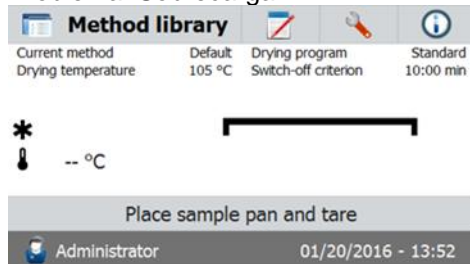 Method library
Current method Default Drying program Standard
Drying temperature 105 °C Switch-off criterion 10:00 min
-- °C
Place sample pan and tare
Administrator 01/20/2016 - 13:52